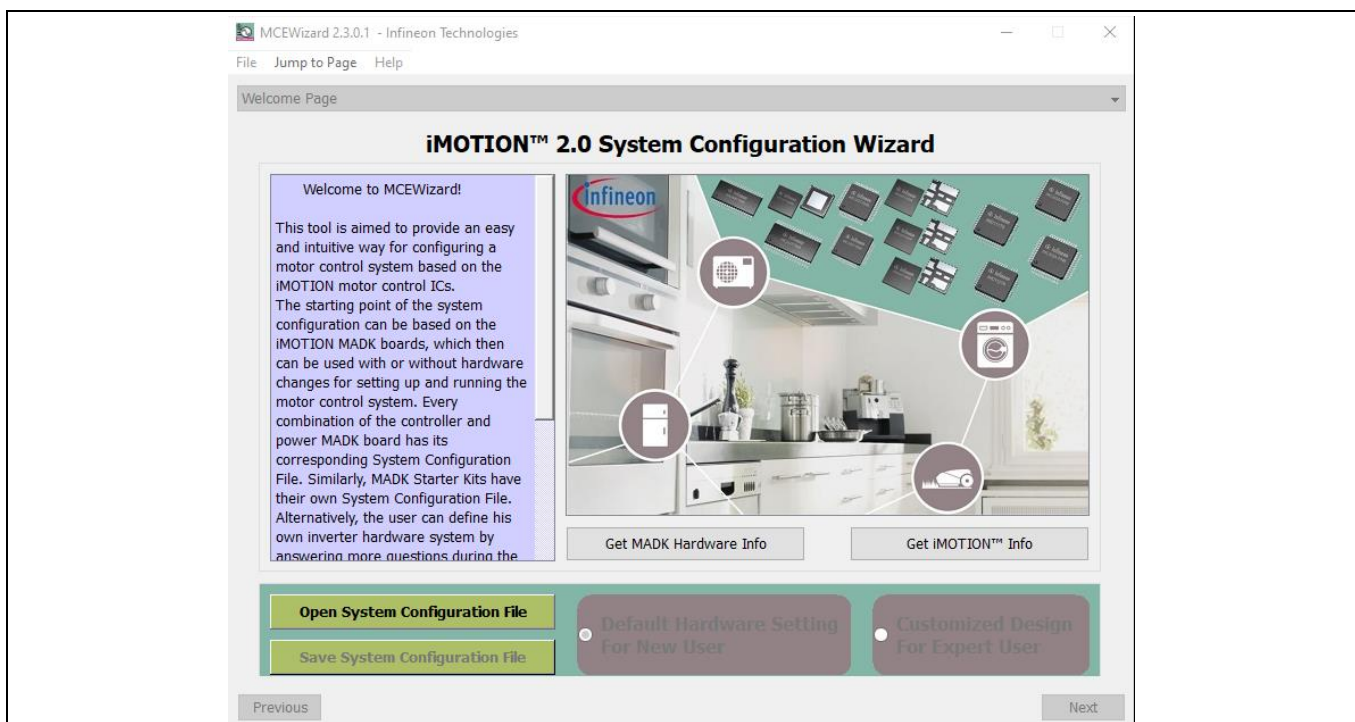 MCEWizard 2.3.0.1 - Infineon Technologies
File Jump to Page Help
Welcome Page
iMOTION™ 2.0 System Configuration Wizard
Welcome to MCEWizard!
This tool is aimed to provide an easy
and intuitive way for configuring a
motor control system based on the
iMOTION motor control ICs.
The starting point of the system
configuration can be based on the
iMOTION MADK boards, which then
can be used with or without hardware
changes for setting up and running the
motor control system. Every
combination of the controller and
power MADK board has its
corresponding System Configuration
File. Similarly, MADK Starter Kits have
their own System Configuration File.
Alternatively, the user can define his
own inverter hardware system by
answering more questions during the
infineon
Get MADK Hardware Info
Get iMOTION™ Info
Open System Configuration File
Save System Configuration File
Default Hardware Setting
For New User
Customized Design
For Expert User
Previous
Next